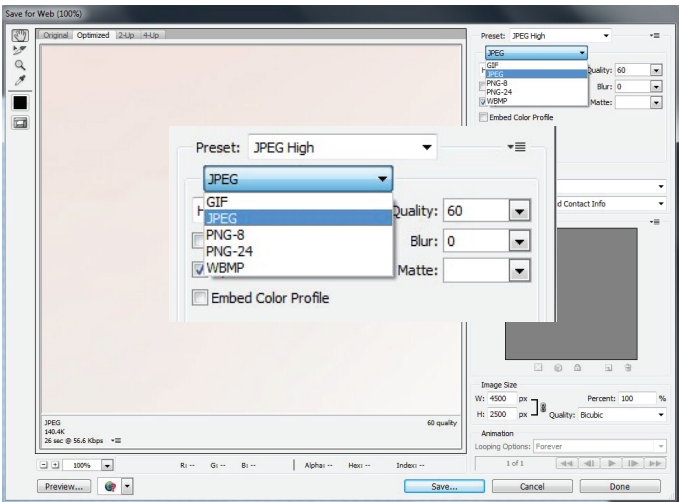 Save for Web (100%)
Original Optimized 2-Up 4-Up
Preset: JPEG High
JPEG
GIF
JPEG
PNG-8
PNG-24
WBMP
Quality: 60
Blur: 0
Matte:
Embed Color Profile
Preset: JPEG High
JPEG
GIF
JPEG
PNG-8
PNG-24
WBMP
Quality: 60
Blur: 0
Matte:
Embed Color Profile
d Contact Info
Image Size
W: 4500 px
Percent: 100 %
H: 2500 px
Quality: Bicubic
Animation
Looping Options: Forever
1 of 1
JPEG
60 quality
140.4K
26 sec @ 56.6 Kbps
100%
R: -- G: -- B: -- Alpha: -- Hex: -- Index: --
Preview... Save... Cancel Done